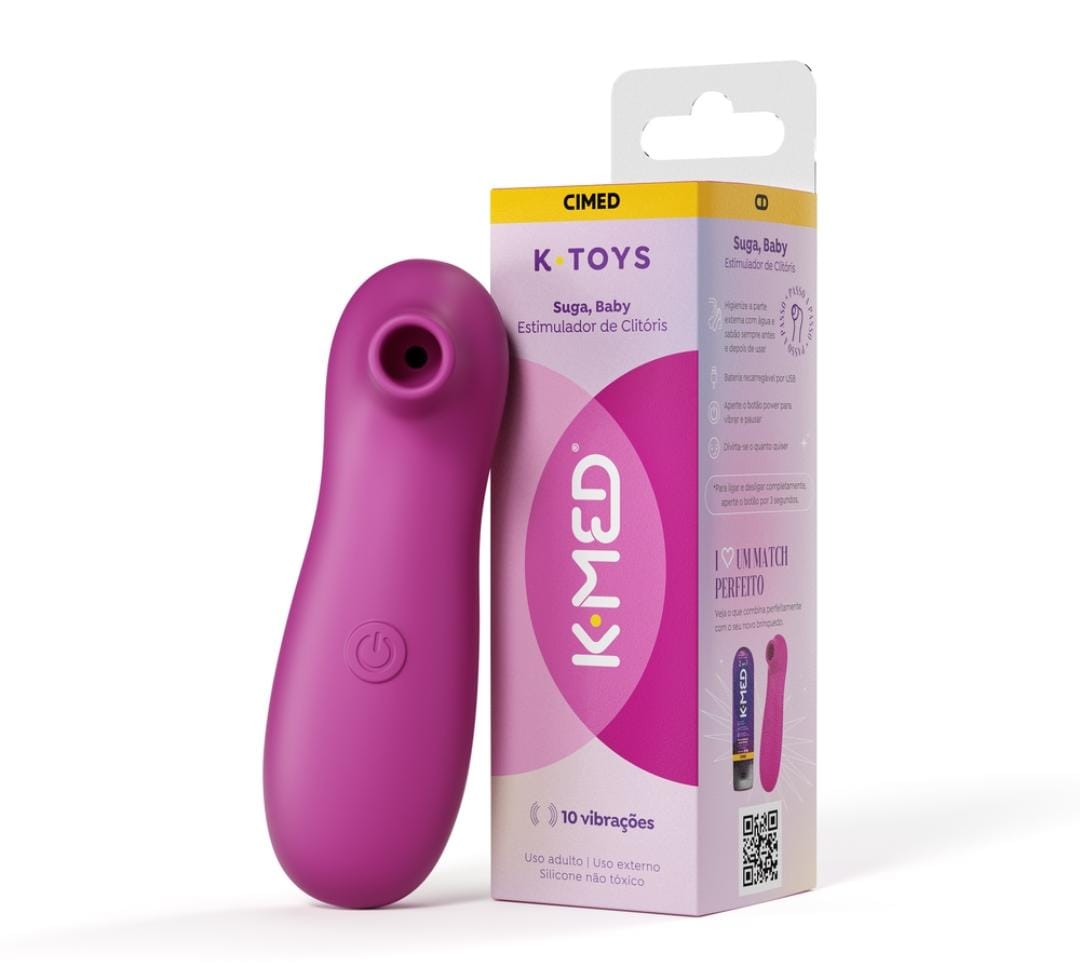 CIMED
K·TOYS
Suga, Baby
Estimulador de Clitóris
K·MED®
10 vibrações
Uso adulto | Uso externo
Silicone não tóxico
Suga, Baby
Estimulador de Clitóris
PASSO A PASSO
Higienize a parte
externa com água e
sabão sempre antes
e depois de usar
Bateria recarregável por USB
Aperte o botão power para
vibrar e pausar
Divirta-se o quanto quiser
*Para ligar e desligar completamente,
aperte o botão por 3 segundos.
I ♡ UM MATCH
PERFEITO
Veja o que combina perfeitamente
com o seu novo brinquedo.
K·MED